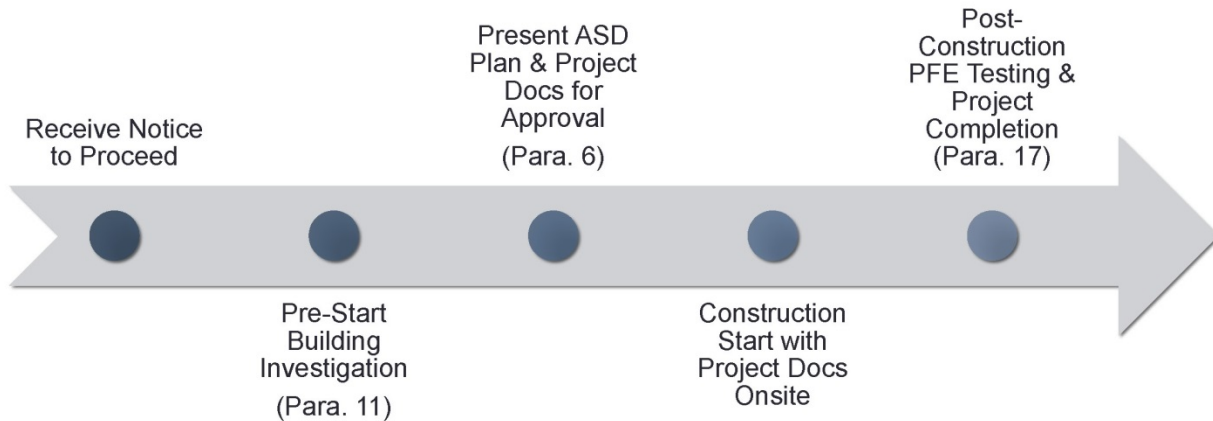 Receive Notice
to Proceed
Pre-Start
Building
Investigation
(Para. 11)
Present ASD
Plan & Project
Docs for
Approval
(Para. 6)
Construction
Start with
Project Docs
Onsite
Post-
Construction
PFE Testing &
Project
Completion
(Para. 17)